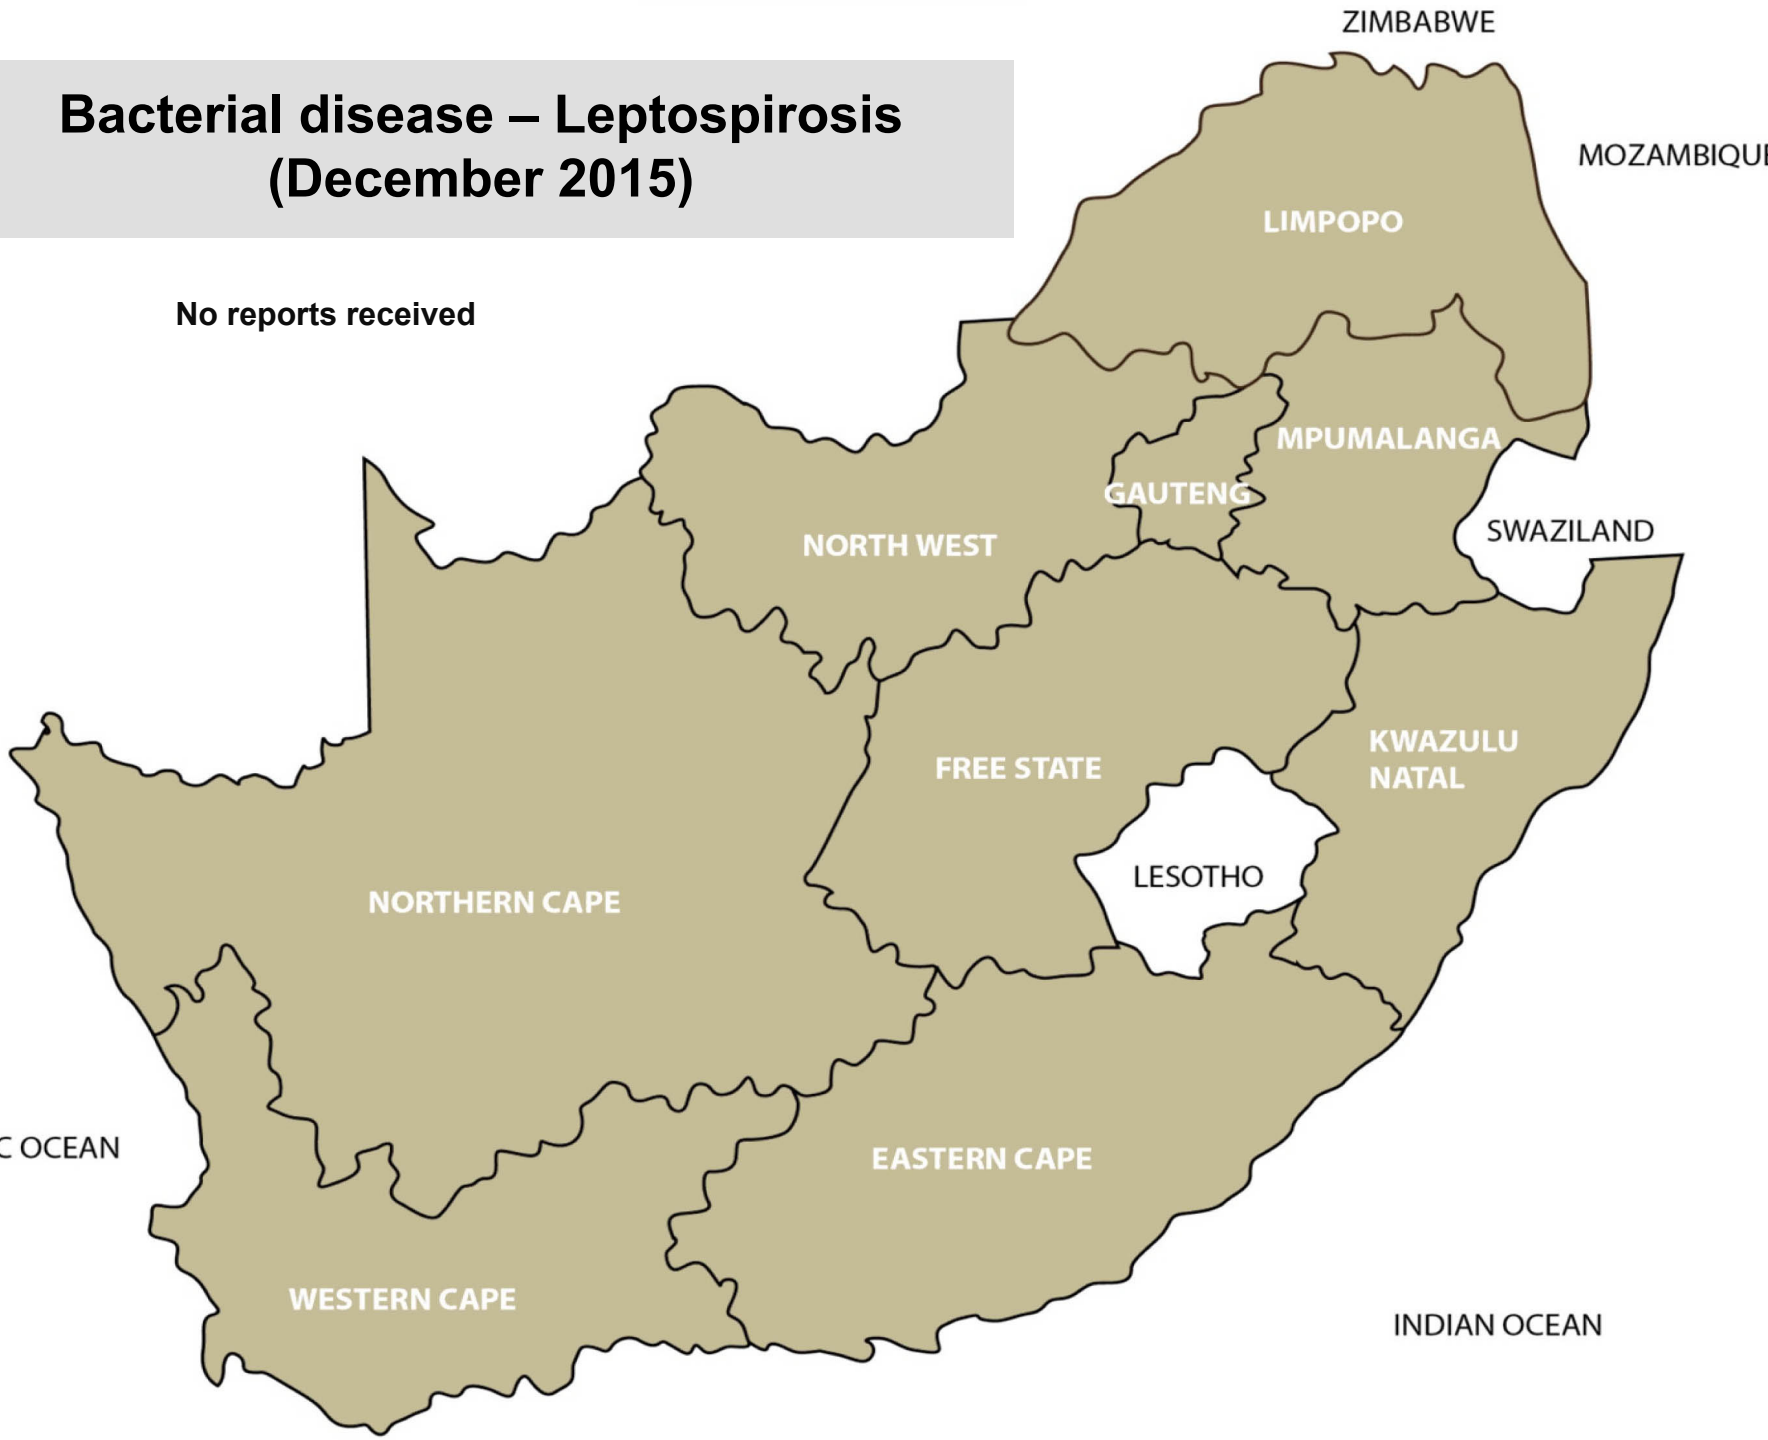 ZIMBABWE
Bacterial disease – Leptospirosis
(December 2015)
MOZAMBIQUE
LIMPOPO
No reports received
MPUMALANGA
GAUTENG
SWAZILAND
NORTH WEST
KWAZULU
NATAL
FREE STATE
LESOTHO
NORTHERN CAPE
C OCEAN
EASTERN CAPE
WESTERN CAPE
INDIAN OCEAN